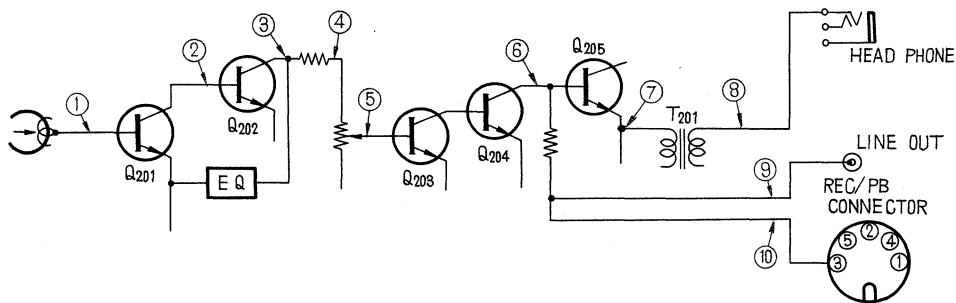 ①
②
③
④
⑤
⑥
⑦
⑧
⑨
⑩
Q201
Q202
EQ
Q203
Q204
Q205
T201
HEAD PHONE
LINE OUT
REC/PB
CONNECTOR
③ ⑤ ② ④ ①